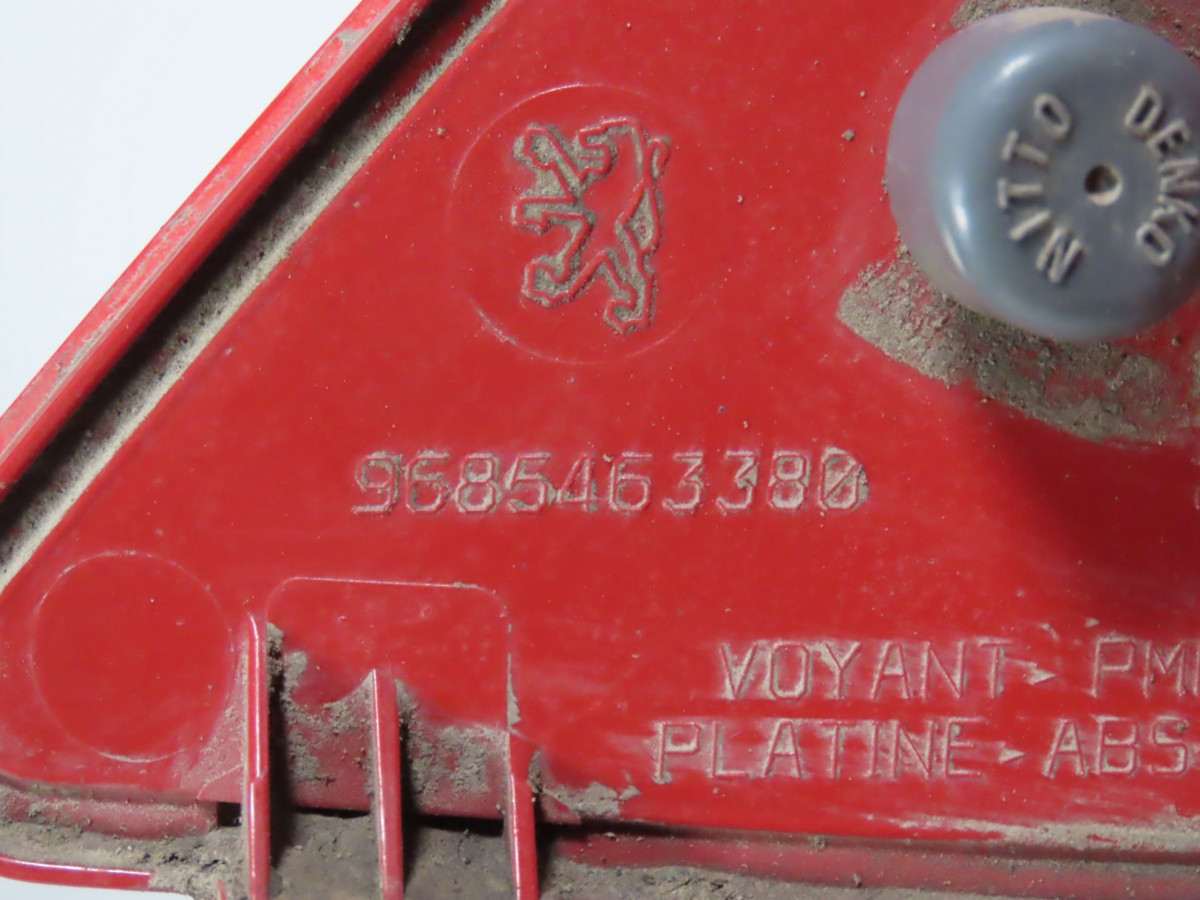 NITTO DENKO
9685463380
VOYANT▸PM
PLATINE▸ABS